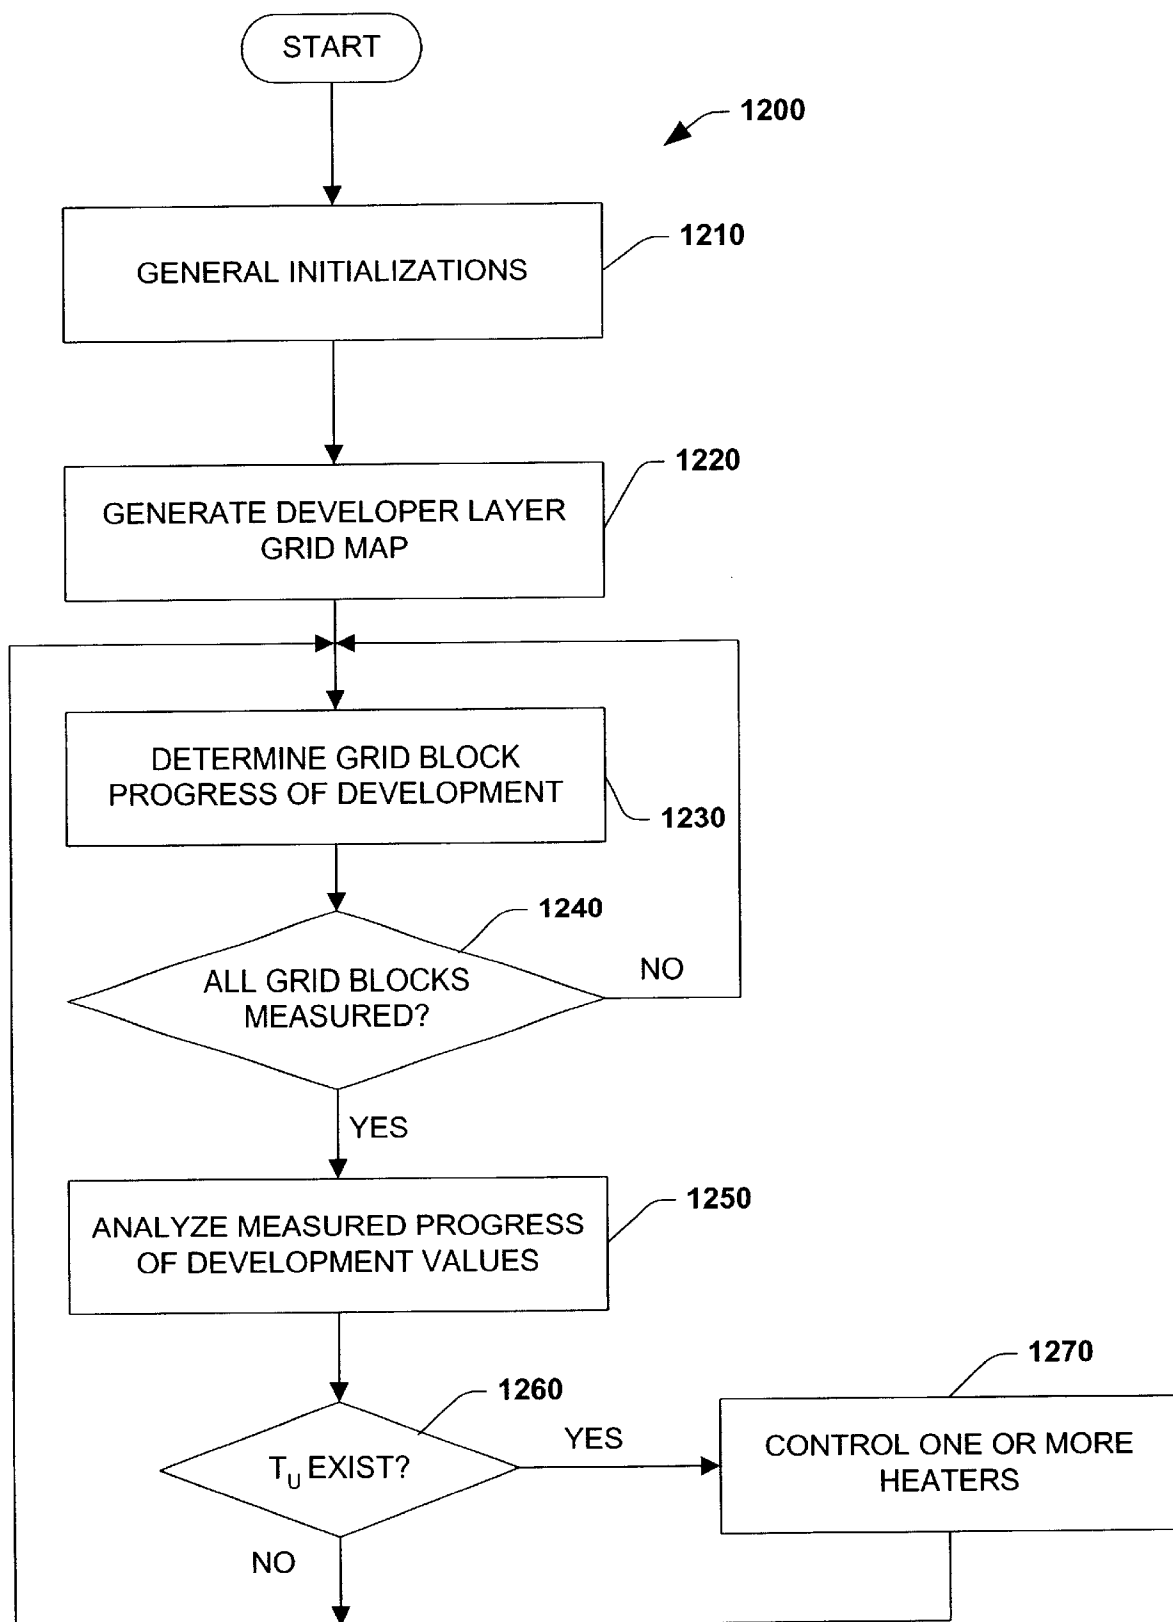 START
1200
1210
GENERAL INITIALIZATIONS
1220
GENERATE DEVELOPER LAYER
GRID MAP
DETERMINE GRID BLOCK
PROGRESS OF DEVELOPMENT
1230
1240
ALL GRID BLOCKS
MEASURED?
NO
YES
1250
ANALYZE MEASURED PROGRESS
OF DEVELOPMENT VALUES
1260
1270
T_U EXIST?
YES
CONTROL ONE OR MORE
HEATERS
NO